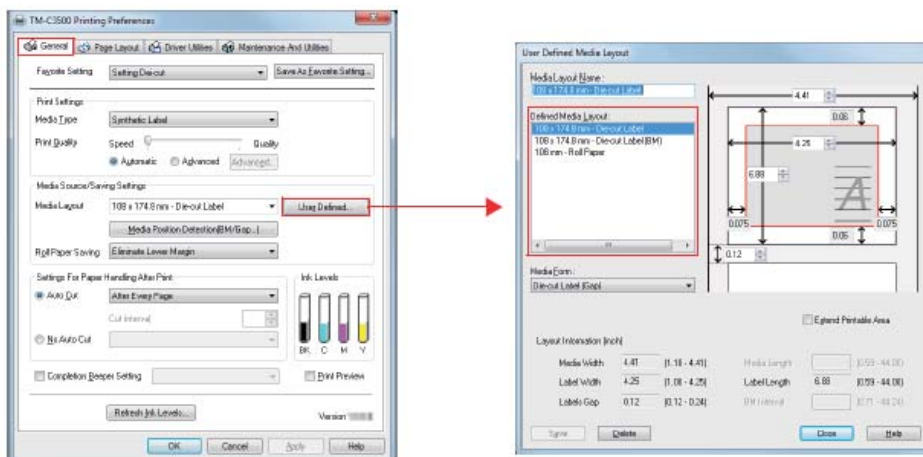 TM-C3500 Printing Preferences
General Page Layout Driver Utilities Maintenance And Utilities
Favorite Setting Setting Die-cut Save As Favorite Setting...
Print Settings
Media Type Synthetic Label
Print Quality Speed Quality
Automatic Advanced Advanced...
Media Source/Saving Settings
Media Layout 108 x 174.8 mm - Die-cut Label User Defined...
Media Position Detection(BM/Gap...)
Roll Paper Saving Eliminate Lower Margin
Settings For Paper Handling After Print
Auto Cut After Every Page
Cut interval
No Auto Cut
Ink Levels
BK C M Y
Completion Beeper Setting Print Preview
Refresh Ink Levels... Version
OK Cancel Apply Help
User Defined Media Layout
Media Layout Name :
108 x 174.8 mm - Die-cut Label
Defined Media Layout:
108 x 174.8 mm - Die-cut Label
108 x 174.8 mm - Die-cut Label(BM)
108 mm - Roll Paper
Media Form :
Die-cut Label (Gap)
4.41
0.06
4.25
6.88
A
0.075 0.075
0.06
0.12
Extend Printable Area
Layout Information [inch]
Media Width 4.41 [1.18 - 4.41] Media Length [0.59 - 44.00]
Label Width 4.25 [1.08 - 4.25] Label Length 6.88 [0.59 - 44.00]
Labels Gap 0.12 [0.12 - 0.24] BM Interval [0.71 - 44.24]
Save Delete Close Help